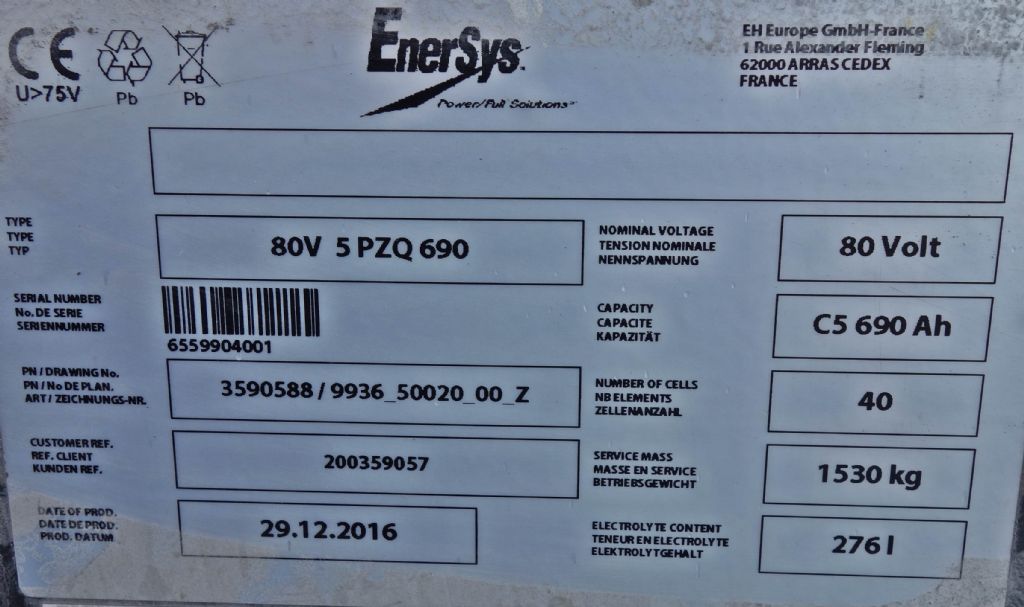 CE
U>75V
Pb
Pb
EnerSys
Power/Full Solutions
EH Europe GmbH-France
1 Rue Alexander Fleming
62000 ARRAS CEDEX
FRANCE
TYPE
TYPE
TYP
80V 5 PZQ 690
NOMINAL VOLTAGE
TENSION NOMINALE
NENNSPANNUNG
80 Volt
SERIAL NUMBER
No. DE SERIE
SERIENNUMMER
6559904001
CAPACITY
CAPACITE
KAPAZITÄT
C5 690 Ah
PN / DRAWING No.
PN / No DE PLAN.
ART / ZEICHNUNGS-NR.
3590588 / 9936_50020_00_Z
NUMBER OF CELLS
NB ELEMENTS
ZELLENANZAHL
40
CUSTOMER REF.
REF. CLIENT
KUNDEN REF.
200359057
SERVICE MASS
MASSE EN SERVICE
BETRIEBSGEWICHT
1530 kg
DATE OF PROD.
DATE DE PROD.
PROD. DATUM
29.12.2016
ELECTROLYTE CONTENT
TENEUR EN ELECTROLYTE
ELEKTROLYTGEHALT
276 l